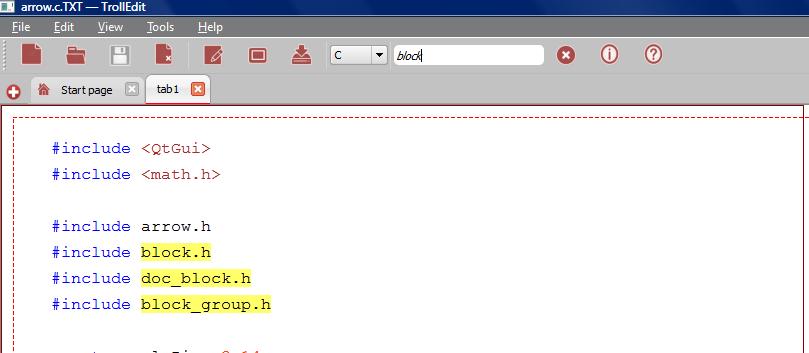 arrow.c.TXT — TrollEdit
File Edit View Tools Help
C block
Start page tab1
#include <QtGui>
#include <math.h>
#include arrow.h
#include block.h
#include doc_block.h
#include block_group.h